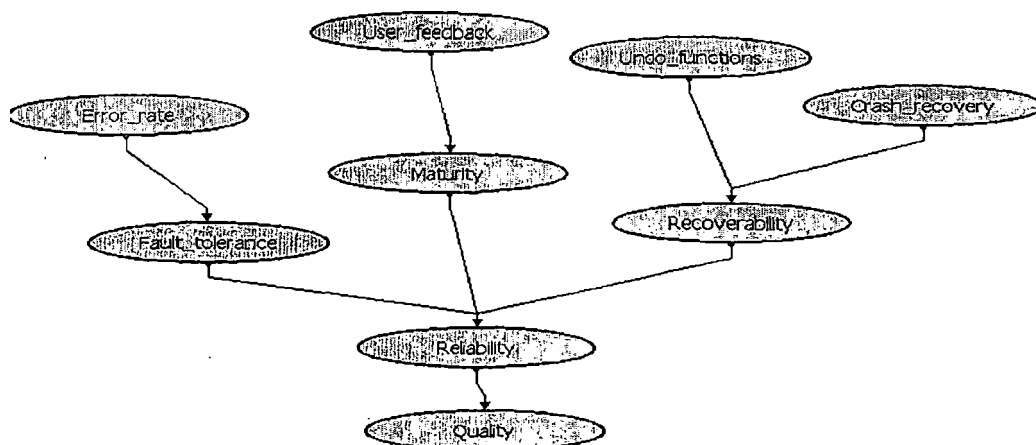 User_feedback
Undo_functions
Crash_recovery
Error_rate
Maturity
Recoverability
Fault_tolerance
Reliability
Quality